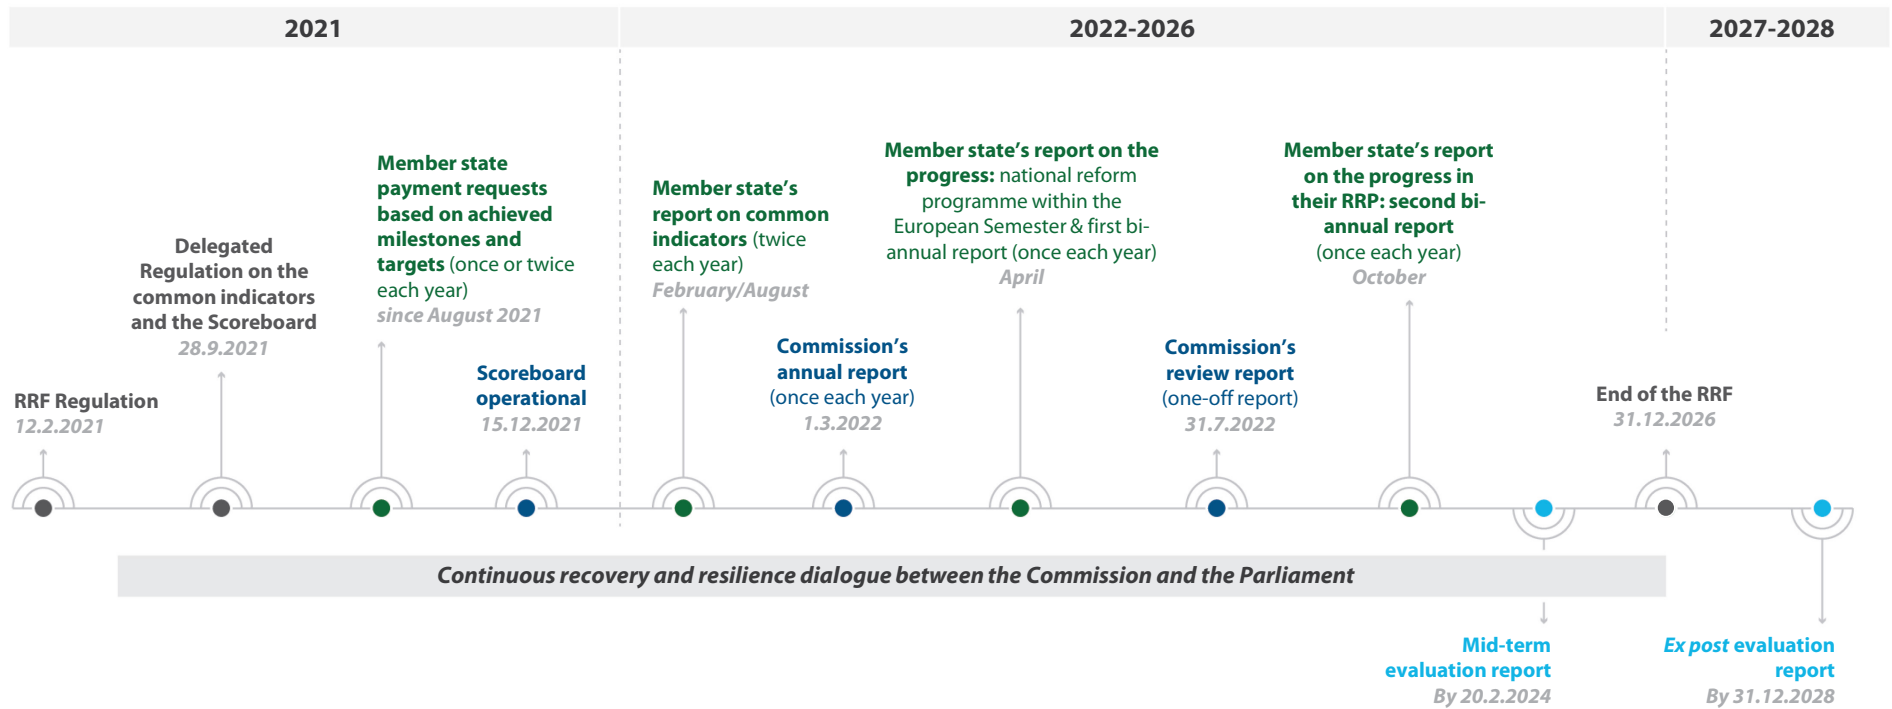 2021
2022-2026
2027-2028
RRF Regulation
12.2.2021
Delegated
Regulation on the
common indicators
and the Scoreboard
28.9.2021
Member state
payment requests
based on achieved
milestones and
targets (once or twice
each year)
since August 2021
Scoreboard
operational
15.12.2021
Member state’s
report on common
indicators (twice
each year)
February/August
Commission’s
annual report
(once each year)
1.3.2022
Member state’s report on the
progress: national reform
programme within the
European Semester & first bi-
annual report (once each year)
April
Commission’s
review report
(one-off report)
31.7.2022
Member state’s report
on the progress in
their RRP: second bi-
annual report
(once each year)
October
End of the RRF
31.12.2026
Continuous recovery and resilience dialogue between the Commission and the Parliament
Mid-term
evaluation report
By 20.2.2024
Ex post evaluation
report
By 31.12.2028